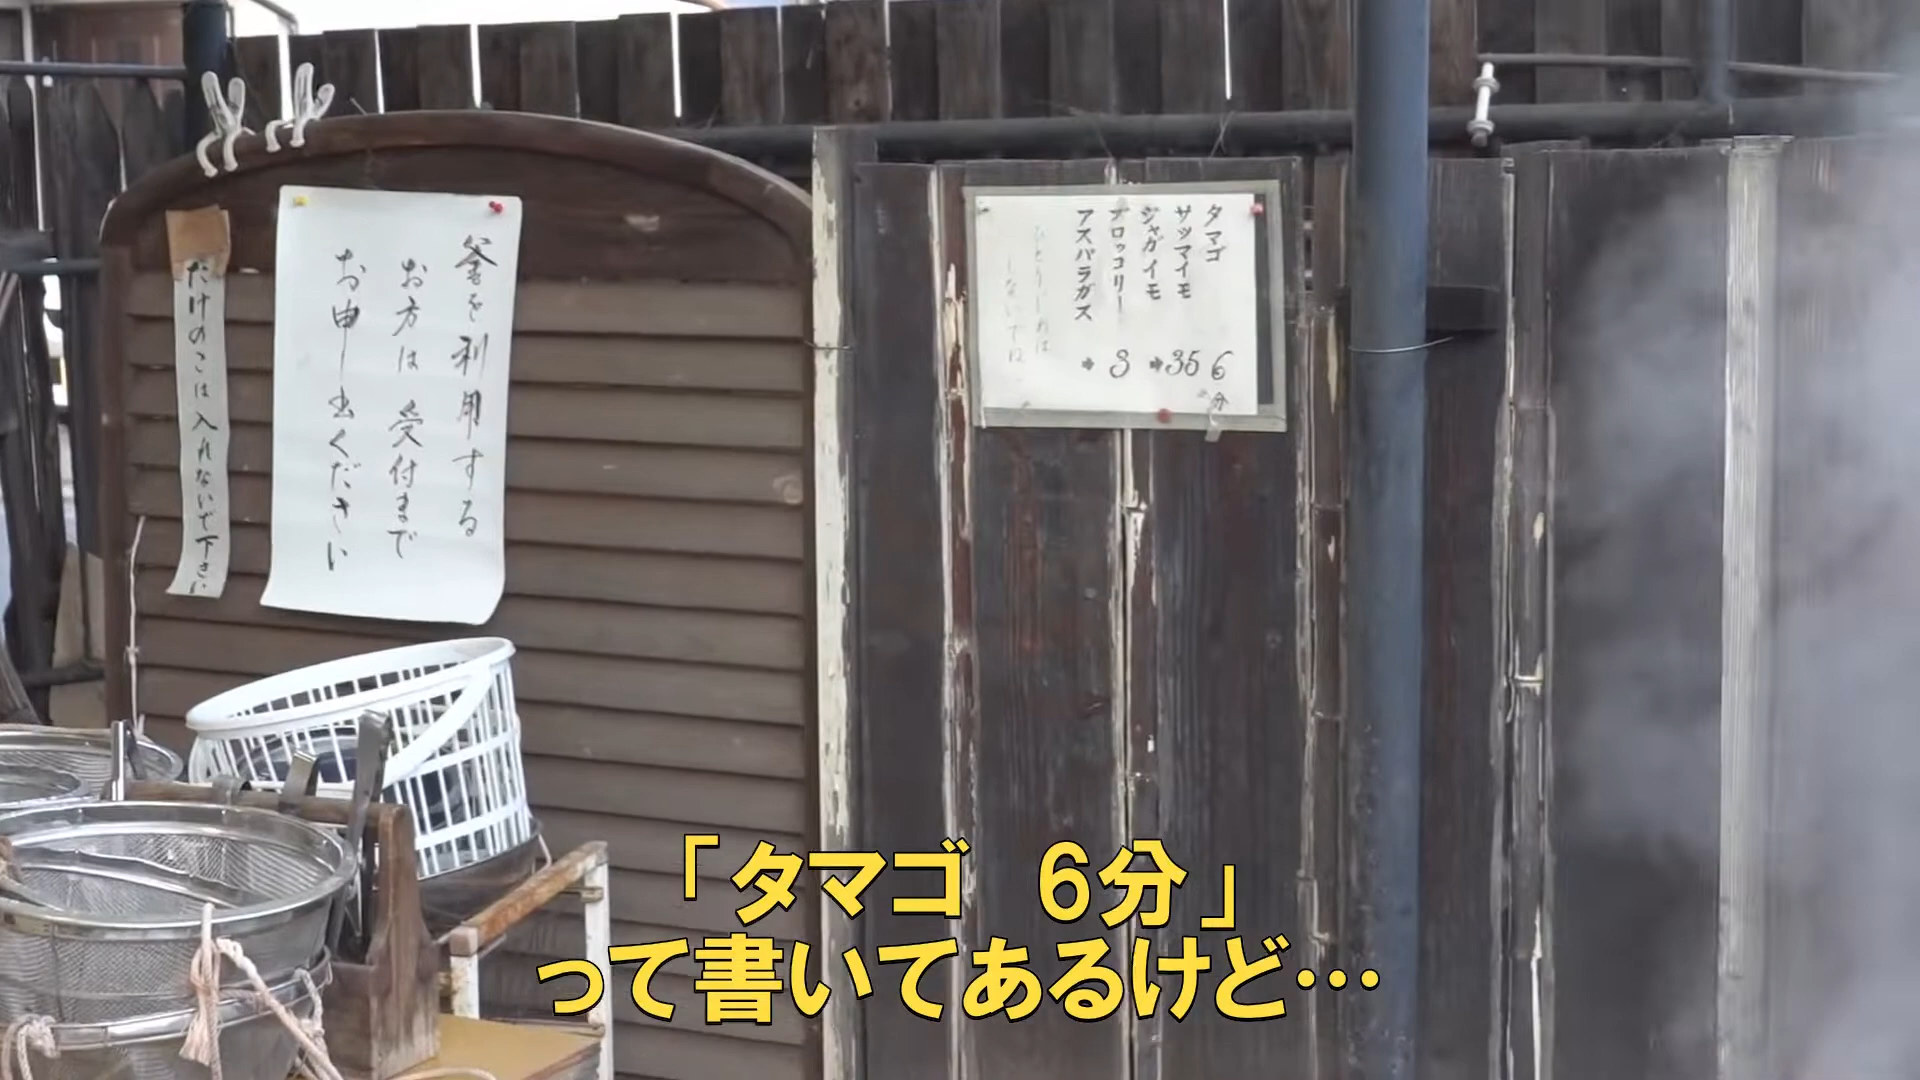 だけのこは入れないで下さい
釜を利用する
お方は受付まで
お申し出ください
タマゴ 6分
サツマイモ
ジャガイモ →35
ブロッコリー
アスパラガス →3
ひとりじめは
しないでね
「タマゴ 6分」
って書いてあるけど…